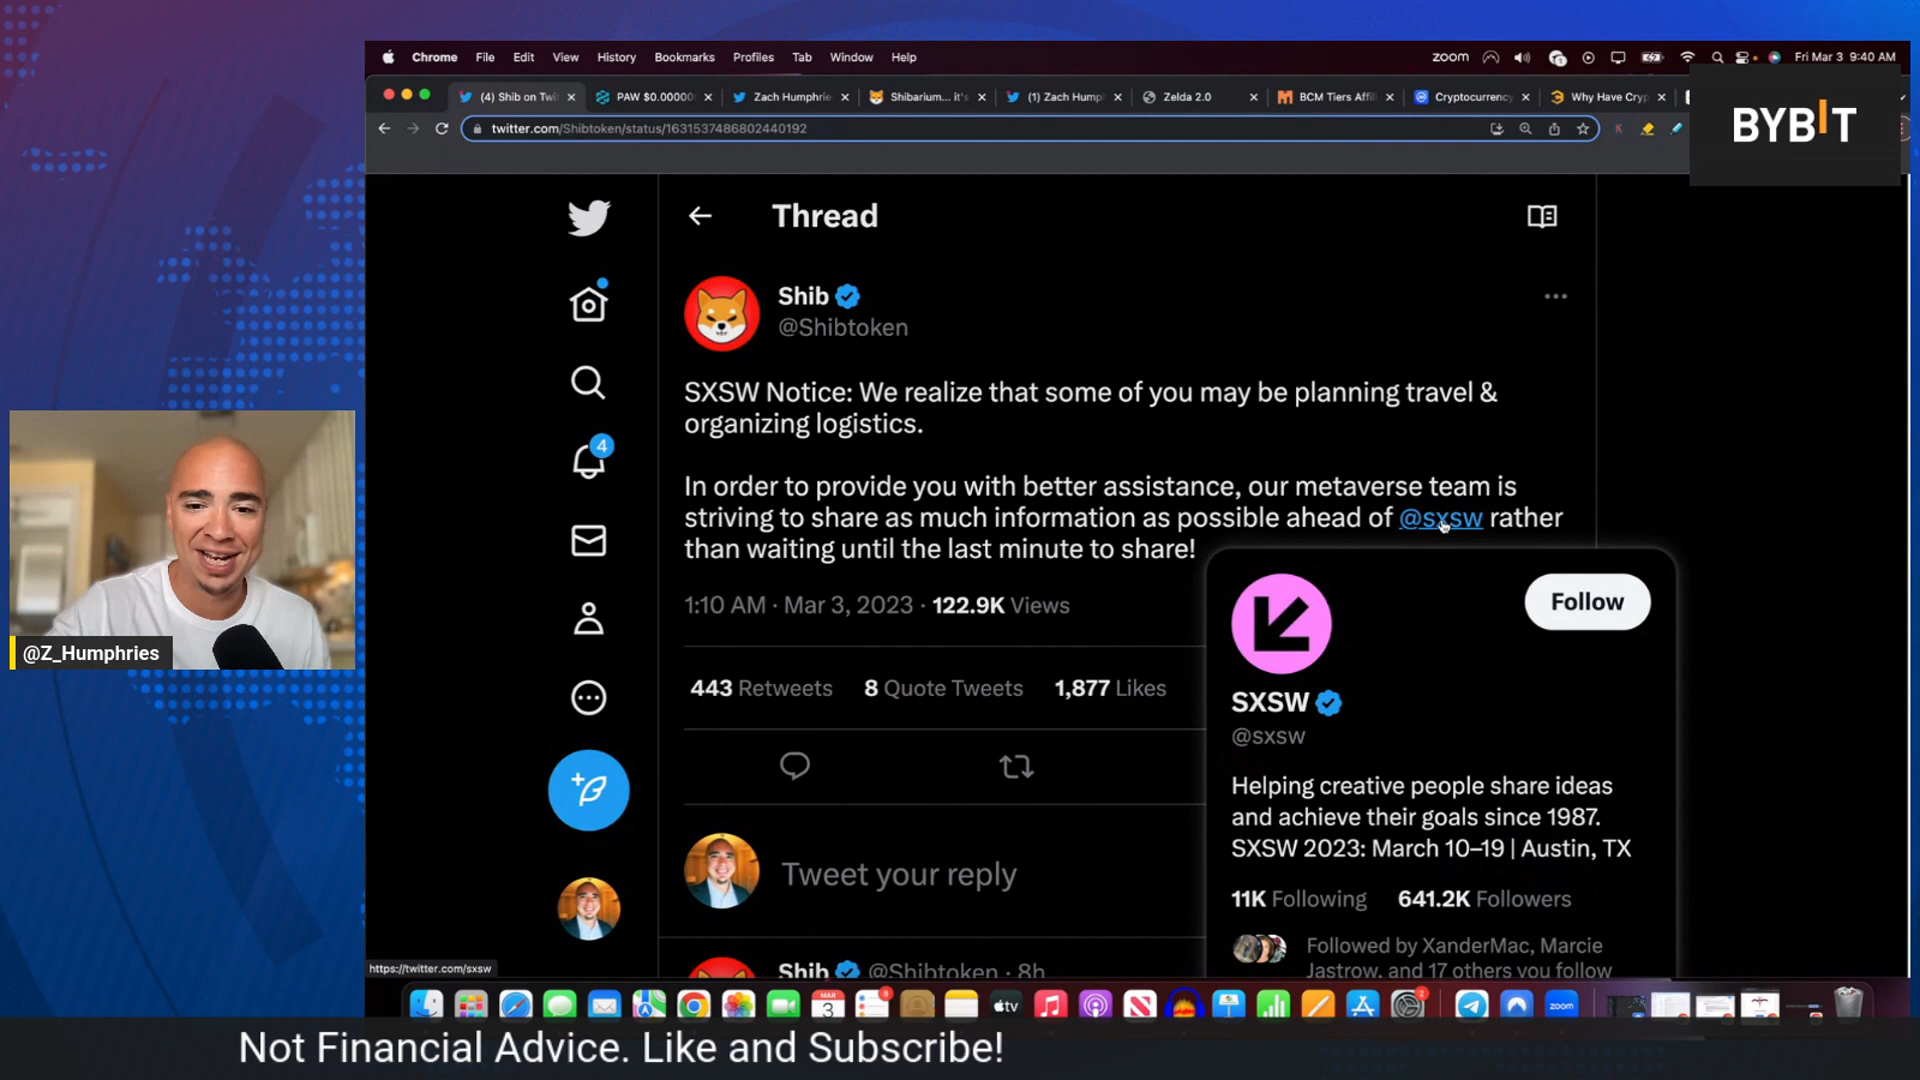 Chrome File Edit View History Bookmarks Profiles Tab Window Help
zoom
Fri Mar 3 9:40 AM
(4) Shib on Twi
PAW $0.0000
Zach Humphrie
Shibarium... it's
(1) Zach Hump
Zelda 2.0
BCM Tiers Affil
Cryptocurrency
Why Have Cryp
twitter.com/Shibtoken/status/1631537486802440192
BYBIT
Thread
Shib
@Shibtoken
SXSW Notice: We realize that some of you may be planning travel &
organizing logistics.
In order to provide you with better assistance, our metaverse team is
striving to share as much information as possible ahead of @sxsw rather
than waiting until the last minute to share!
1:10 AM · Mar 3, 2023 · 122.9K Views
443 Retweets 8 Quote Tweets 1,877 Likes
4
Tweet your reply
Shib @Shibtoken · 8h
Follow
SXSW
@sxsw
Helping creative people share ideas
and achieve their goals since 1987.
SXSW 2023: March 10–19 | Austin, TX
11K Following 641.2K Followers
Followed by XanderMac, Marcie
Jastrow, and 17 others you follow
@Z_Humphries
https://twitter.com/sxsw
MAR
3
tv
zoom
Not Financial Advice. Like and Subscribe!